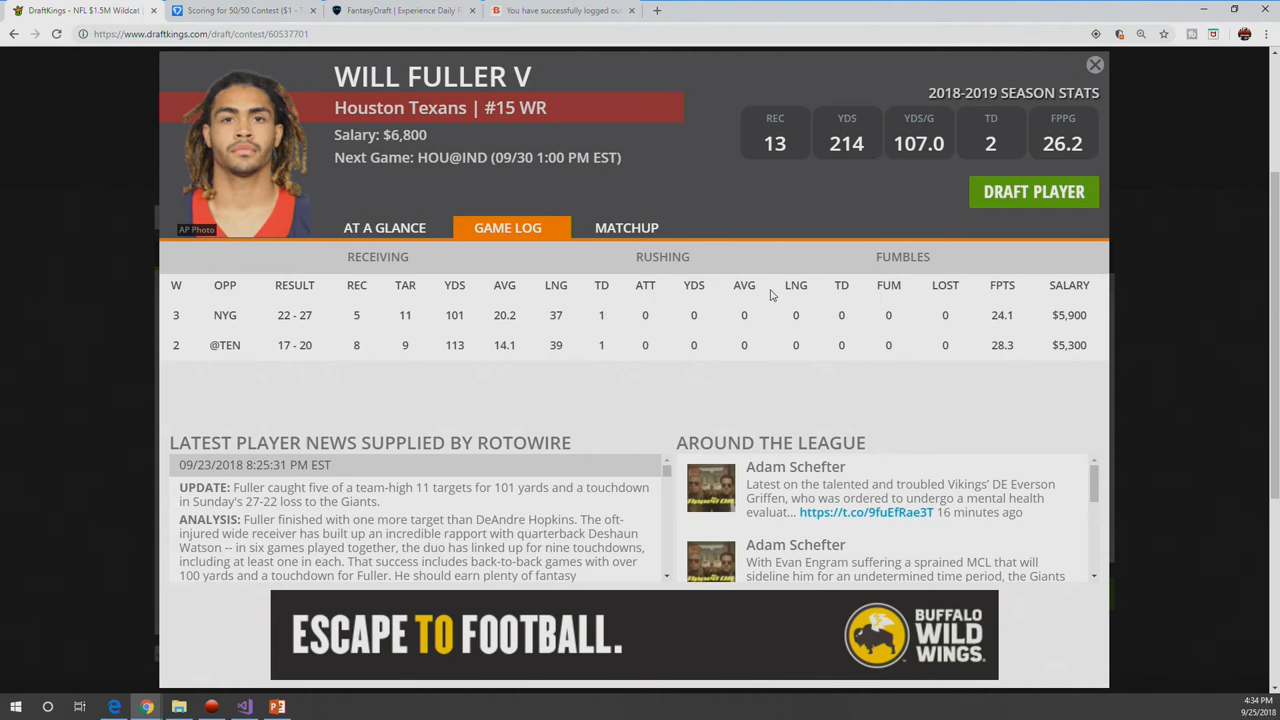 DraftKings - NFL $1.5M Wildcat
Scoring for 50/50 Contest ($1 - T
FantasyDraft | Experience Daily F
You have successfully logged out
https://www.draftkings.com/draft/contest/60537701
WILL FULLER V
Houston Texans | #15 WR
Salary: $6,800
Next Game: HOU@IND (09/30 1:00 PM EST)
2018-2019 SEASON STATS
REC YDS YDS/G TD FPPG
13 214 107.0 2 26.2
DRAFT PLAYER
AP Photo
AT A GLANCE GAME LOG MATCHUP
RECEIVING RUSHING FUMBLES
W OPP RESULT REC TAR YDS AVG LNG TD ATT YDS AVG LNG TD FUM LOST FPTS SALARY
3 NYG 22 - 27 5 11 101 20.2 37 1 0 0 0 0 0 0 0 24.1 $5,900
2 @TEN 17 - 20 8 9 113 14.1 39 1 0 0 0 0 0 0 0 28.3 $5,300
LATEST PLAYER NEWS SUPPLIED BY ROTOWIRE
09/23/2018 8:25:31 PM EST
UPDATE: Fuller caught five of a team-high 11 targets for 101 yards and a touchdown
in Sunday's 27-22 loss to the Giants.
ANALYSIS: Fuller finished with one more target than DeAndre Hopkins. The oft-
injured wide receiver has built up an incredible rapport with quarterback Deshaun
Watson -- in six games played together, the duo has linked up for nine touchdowns,
including at least one in each. That success includes back-to-back games with over
100 yards and a touchdown for Fuller. He should earn plenty of fantasy
AROUND THE LEAGUE
Adam Schefter
Latest on the talented and troubled Vikings' DE Everson
Griffen, who was ordered to undergo a mental health
evaluat... https://t.co/9fuEfRae3T 16 minutes ago
Adam Schefter
With Evan Engram suffering a sprained MCL that will
sideline him for an undetermined time period, the Giants
ESCAPE TO FOOTBALL.
BUFFALO
WILD
WINGS
4:34 PM
9/25/2018